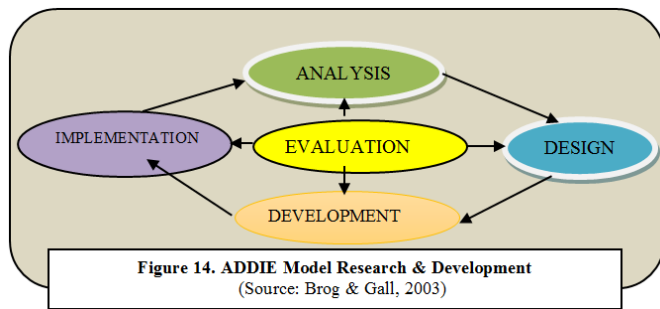 ANALYSIS
IMPLEMENTATION
EVALUATION
DESIGN
DEVELOPMENT
Figure 14. ADDIE Model Research & Development
(Source: Brog & Gall, 2003)